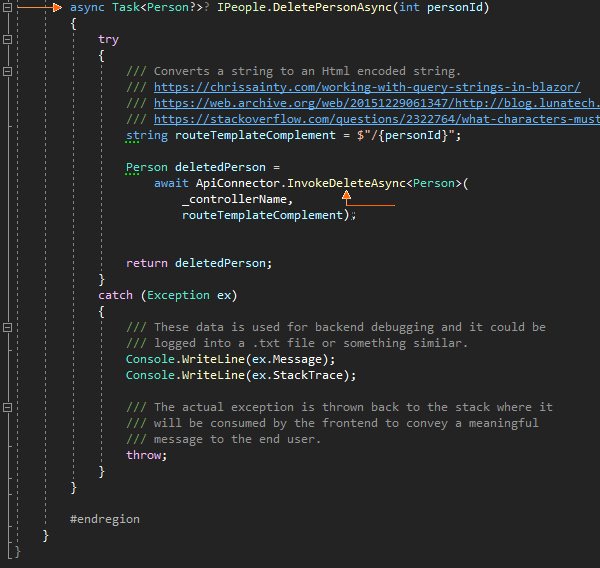 async Task<Person?>? IPeople.DeletePersonAsync(int personId)
{
try
{
/// Converts a string to an Html encoded string.
/// https://chrissainty.com/working-with-query-strings-in-blazor/
/// https://web.archive.org/web/20151229061347/http://blog.lunatech.
/// https://stackoverflow.com/questions/2322764/what-characters-must
string routeTemplateComplement = $"/{personId}";
Person deletedPerson =
await ApiConnector.InvokeDeleteAsync<Person>(
_controllerName,
routeTemplateComplement);
return deletedPerson;
}
catch (Exception ex)
{
/// These data is used for backend debugging and it could be
/// logged into a .txt file or something similar.
Console.WriteLine(ex.Message);
Console.WriteLine(ex.StackTrace);
/// The actual exception is thrown back to the stack where it
/// will be consumed by the frontend to convey a meaningful
/// message to the end user.
throw;
}
}
#endregion
}
}